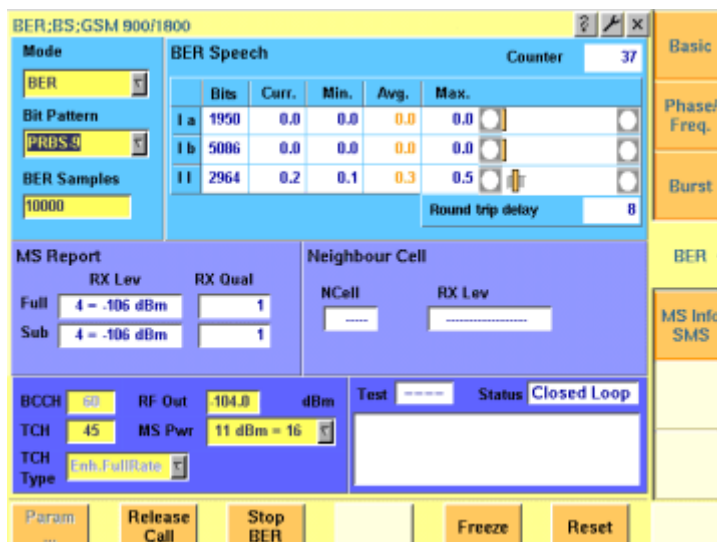 BER;BS;GSM 900/1800 ? x
Mode
BER
Bit Pattern
PRBS-9
BER Samples
10000
BER Speech Counter 37
Bits Curr. Min. Avg. Max.
I a 1950 0.0 0.0 0.0 0.0
I b 5086 0.0 0.0 0.0 0.0
I I 2964 0.2 0.1 0.3 0.5
Round trip delay 8
MS Report
RX Lev RX Qual
Full 4 = -106 dBm 1
Sub 4 = -106 dBm 1
Neighbour Cell
NCell RX Lev
----- -----------------
BCCH 60 RF Out -104.0 dBm
TCH 45 MS Pwr 11 dBm = 16
TCH Type Enh.FullRate
Test ---- Status Closed Loop
Basic
Phase/
Freq.
Burst
BER
MS Info
SMS
Param
...
Release
Call
Stop
BER
Freeze
Reset